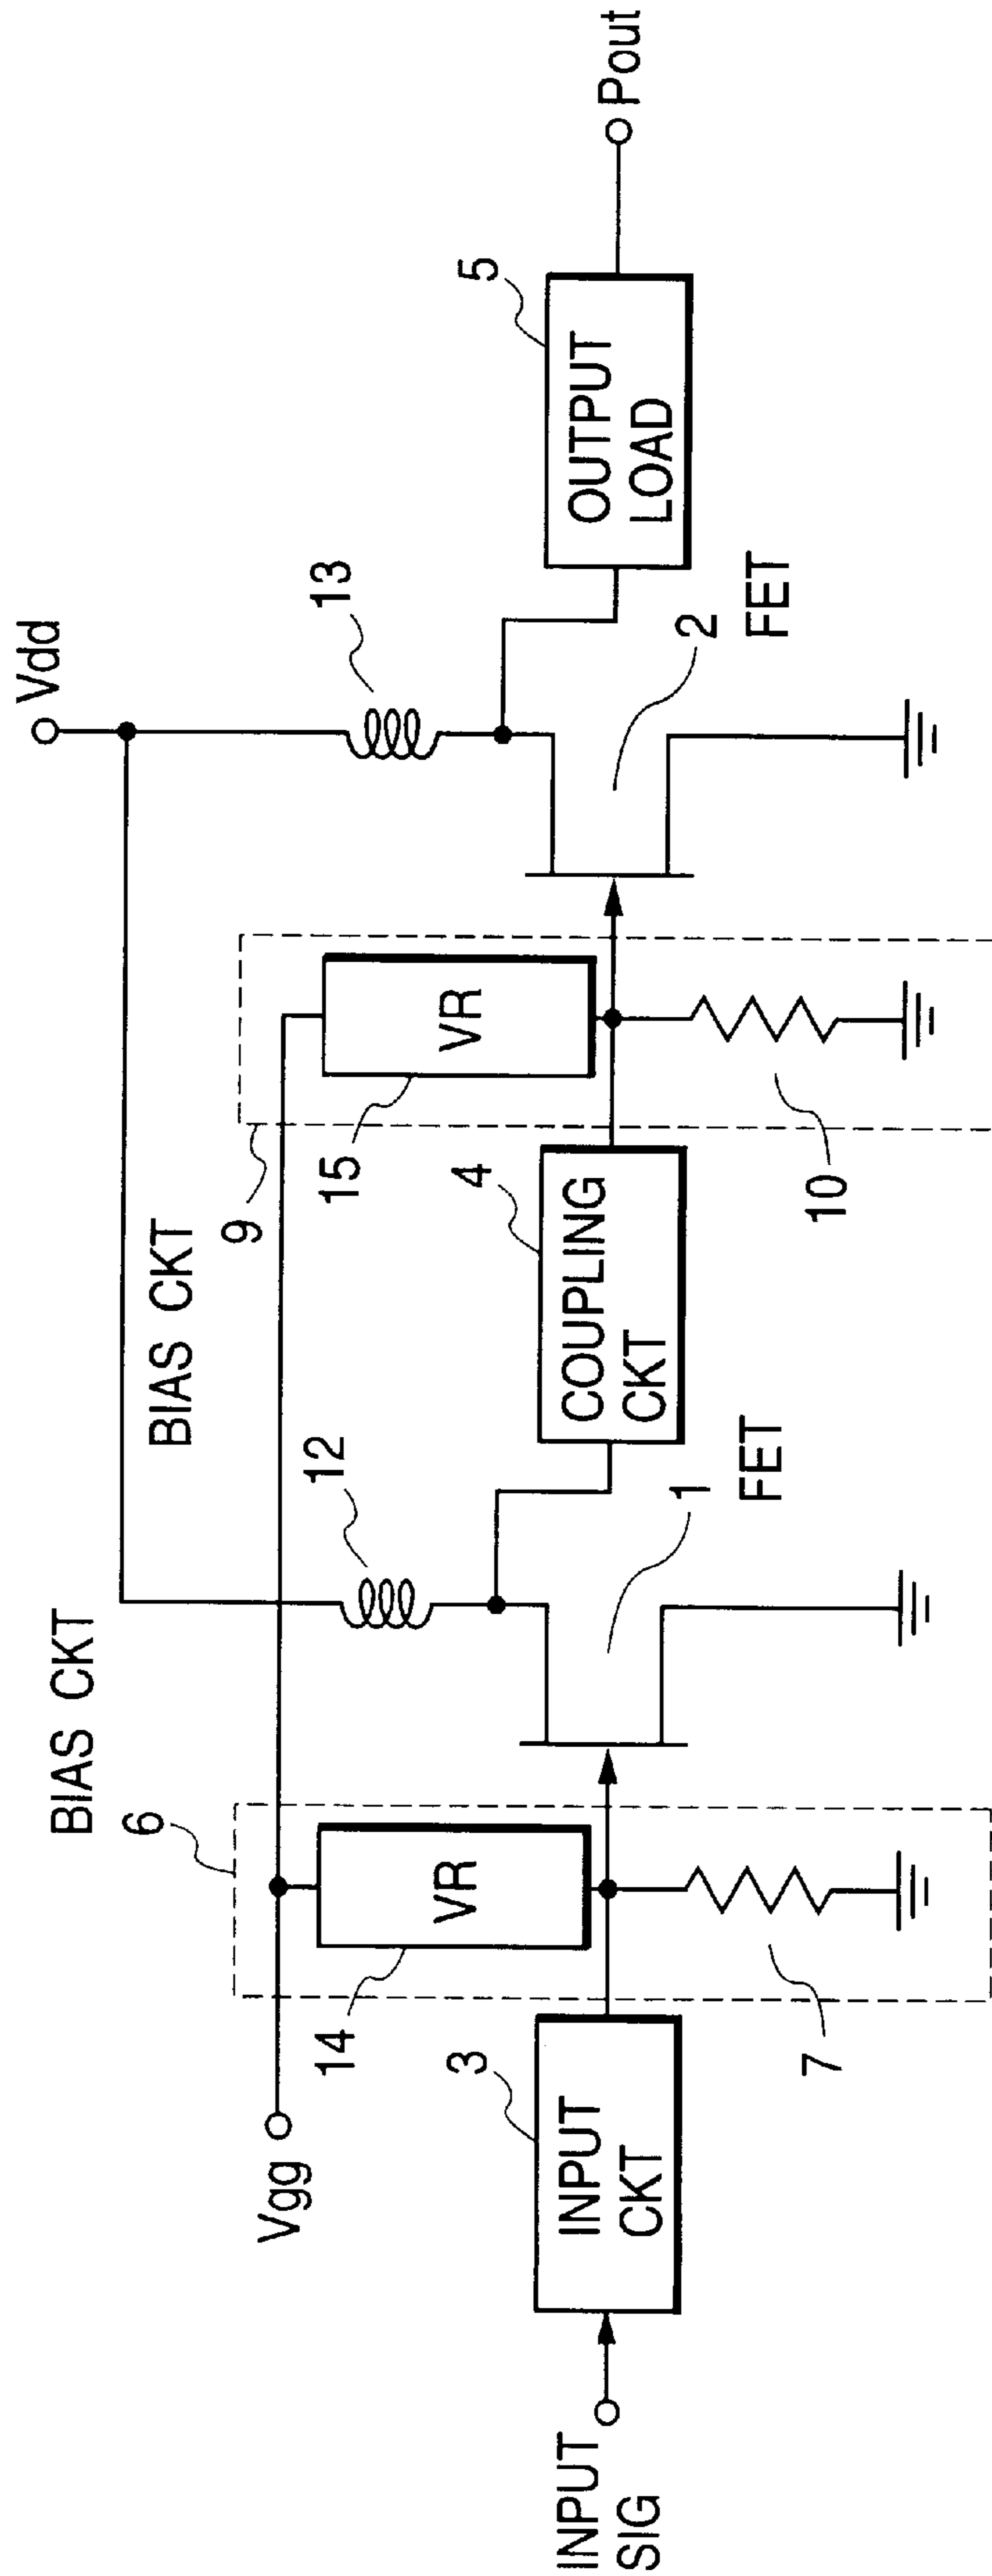 Vdd
BIAS CKT
BIAS CKT
6
9
12
13
Vgg
14
VR
15
VR
3
INPUT
CKT
4
COUPLING
CKT
5
OUTPUT
LOAD
Pout
INPUT
SIG
1
FET
2
FET
7
10